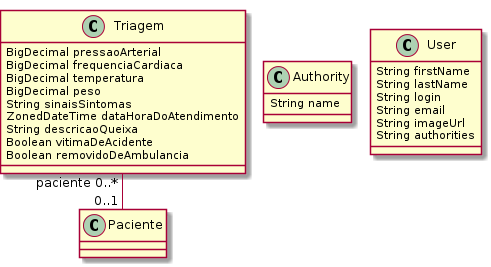 C Triagem
BigDecimal pressaoArterial
BigDecimal frequenciaCardiaca
BigDecimal temperatura
BigDecimal peso
String sinaisSintomas
ZonedDateTime dataHoraDoAtendimento
String descricaoQueixa
Boolean vitimaDeAcidente
Boolean removidoDeAmbulancia
C Authority
String name
C User
String firstName
String lastName
String login
String email
String imageUrl
String authorities
paciente 0..*
0..1
C Paciente